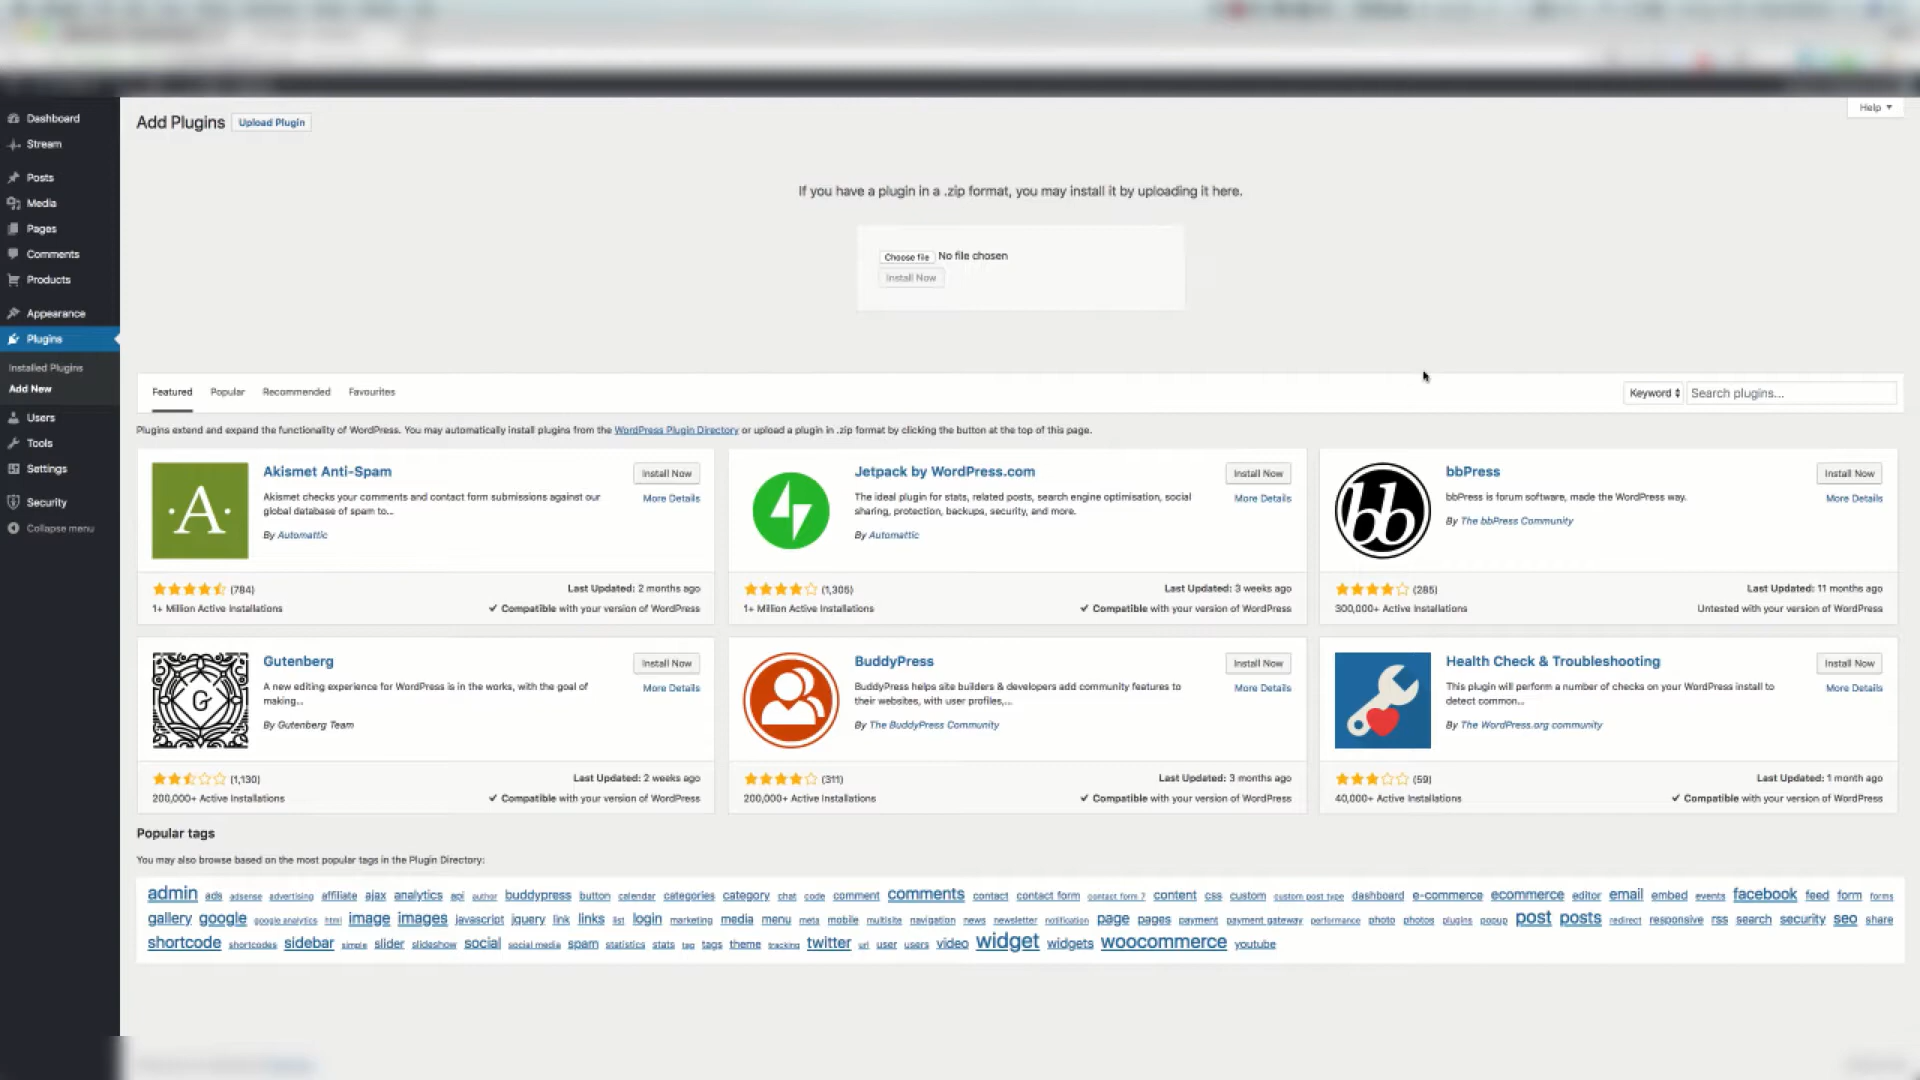 Help ▼
Dashboard
Stream
Posts
Media
Pages
Comments
Products
Appearance
Plugins
Installed Plugins
Add New
Users
Tools
Settings
Security
Collapse menu
Add Plugins Upload Plugin
If you have a plugin in a .zip format, you may install it by uploading it here.
Choose file No file chosen
Install Now
Featured Popular Recommended Favourites Keyword Search plugins...
Plugins extend and expand the functionality of WordPress. You may automatically install plugins from the WordPress Plugin Directory or upload a plugin in .zip format by clicking the button at the top of this page.
·A·
Akismet Anti-Spam
Install Now
More Details
Akismet checks your comments and contact form submissions against our
global database of spam to...
By Automattic
(784)
Last Updated: 2 months ago
1+ Million Active Installations
✓ Compatible with your version of WordPress
Jetpack by WordPress.com
Install Now
More Details
The ideal plugin for stats, related posts, search engine optimisation, social
sharing, protection, backups, security, and more.
By Automattic
(1,305)
Last Updated: 3 weeks ago
1+ Million Active Installations
✓ Compatible with your version of WordPress
bb
bbPress
Install Now
More Details
bbPress is forum software, made the WordPress way.
By The bbPress Community
(285)
Last Updated: 11 months ago
300,000+ Active Installations
Untested with your version of WordPress
G
Gutenberg
Install Now
More Details
A new editing experience for WordPress is in the works, with the goal of
making...
By Gutenberg Team
(1,130)
Last Updated: 2 weeks ago
200,000+ Active Installations
✓ Compatible with your version of WordPress
BuddyPress
Install Now
More Details
BuddyPress helps site builders & developers add community features to
their websites, with user profiles,...
By The BuddyPress Community
(311)
Last Updated: 3 months ago
200,000+ Active Installations
✓ Compatible with your version of WordPress
Health Check & Troubleshooting
Install Now
More Details
This plugin will perform a number of checks on your WordPress install to
detect common...
By The WordPress.org community
(59)
Last Updated: 1 month ago
40,000+ Active Installations
✓ Compatible with your version of WordPress
Popular tags
You may also browse based on the most popular tags in the Plugin Directory:
admin ads adsense advertising affiliate ajax analytics api author buddypress button calendar categories category chat code comment comments contact contact form contact form 7 content css custom custom post type dashboard e-commerce ecommerce editor email embed events facebook feed form forms
gallery google google analytics html image images javascript jquery link links list login marketing media menu meta mobile multisite navigation news newsletter notification page pages payment payment gateway performance photo photos plugins popup post posts redirect responsive rss search security seo share
shortcode shortcodes sidebar simple slider slideshow social social media spam statistics stats tag tags theme tracking twitter url user users video widget widgets woocommerce youtube